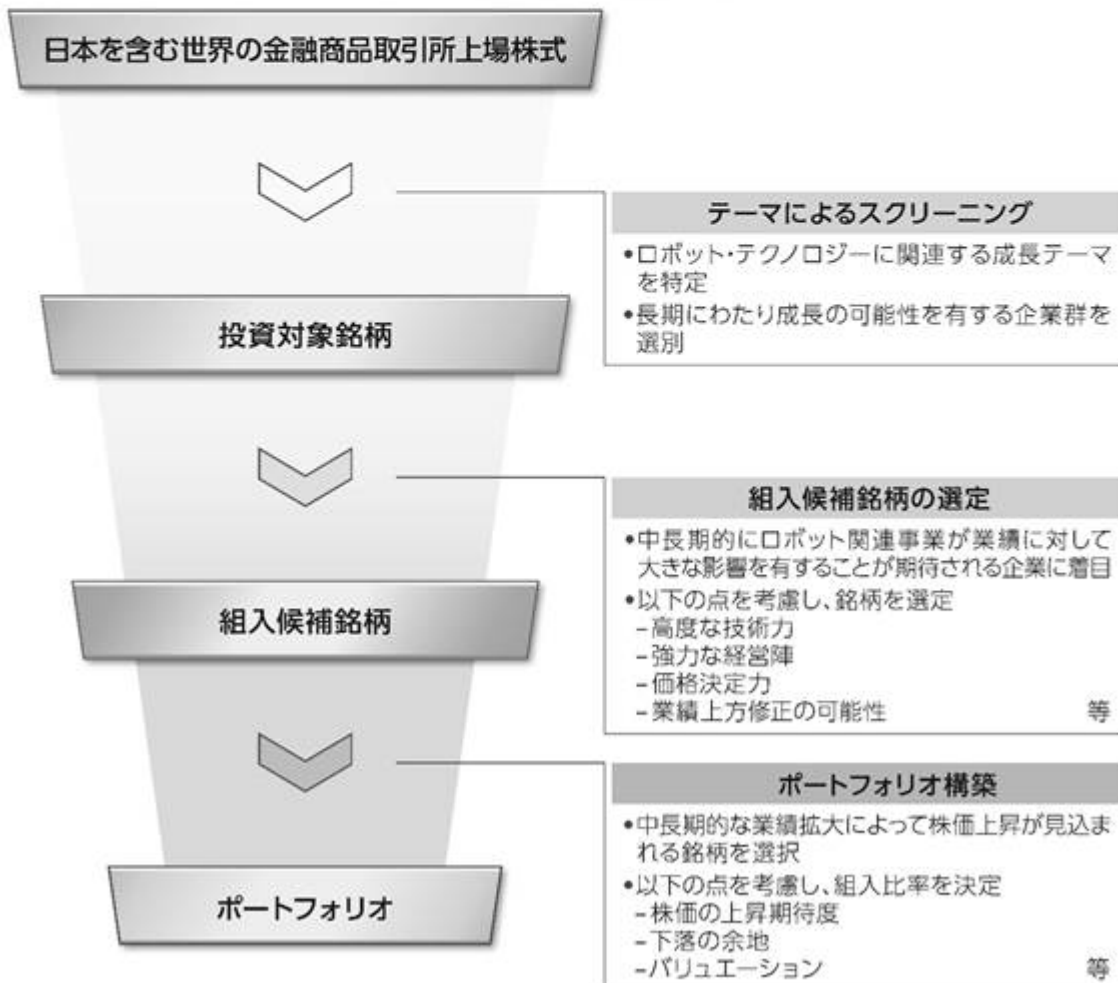 日本を含む世界の金融商品取引所上場株式
テーマによるスクリーニング
•ロボット・テクノロジーに関連する成長テーマ
を特定
•長期にわたり成長の可能性を有する企業群を
選別
投資対象銘柄
組入候補銘柄の選定
•中長期的にロボット関連事業が業績に対して
大きな影響を有することが期待される企業に着目
•以下の点を考慮し、銘柄を選定
–高度な技術力
–強力な経営陣
–価格決定力
–業績上方修正の可能性 等
組入候補銘柄
ポートフォリオ構築
•中長期的な業績拡大によって株価上昇が見込ま
れる銘柄を選択
•以下の点を考慮し、組入比率を決定
–株価の上昇期待度
–下落の余地
–バリュエーション 等
ポートフォリオ